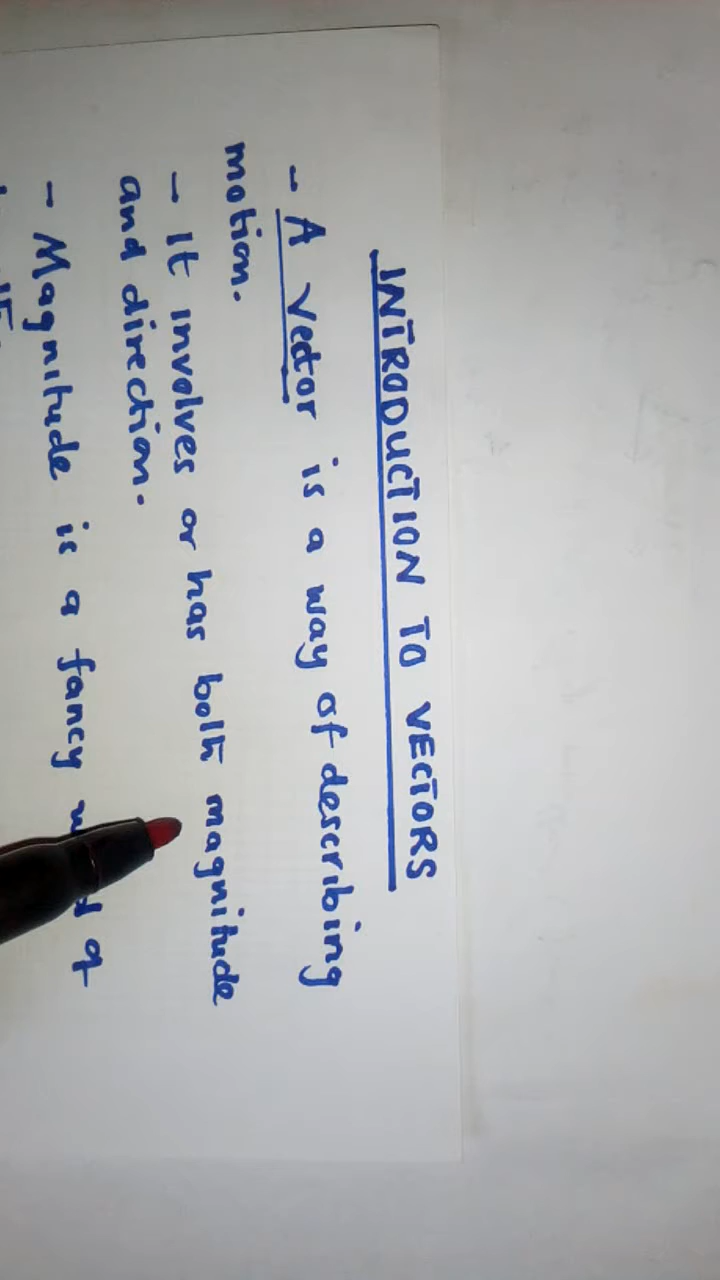 INTRODUCTION TO VECTORS
- A vector is a way of describing
motion.
- It involves or has both magnitude
and direction.
- Magnitude is a fancy